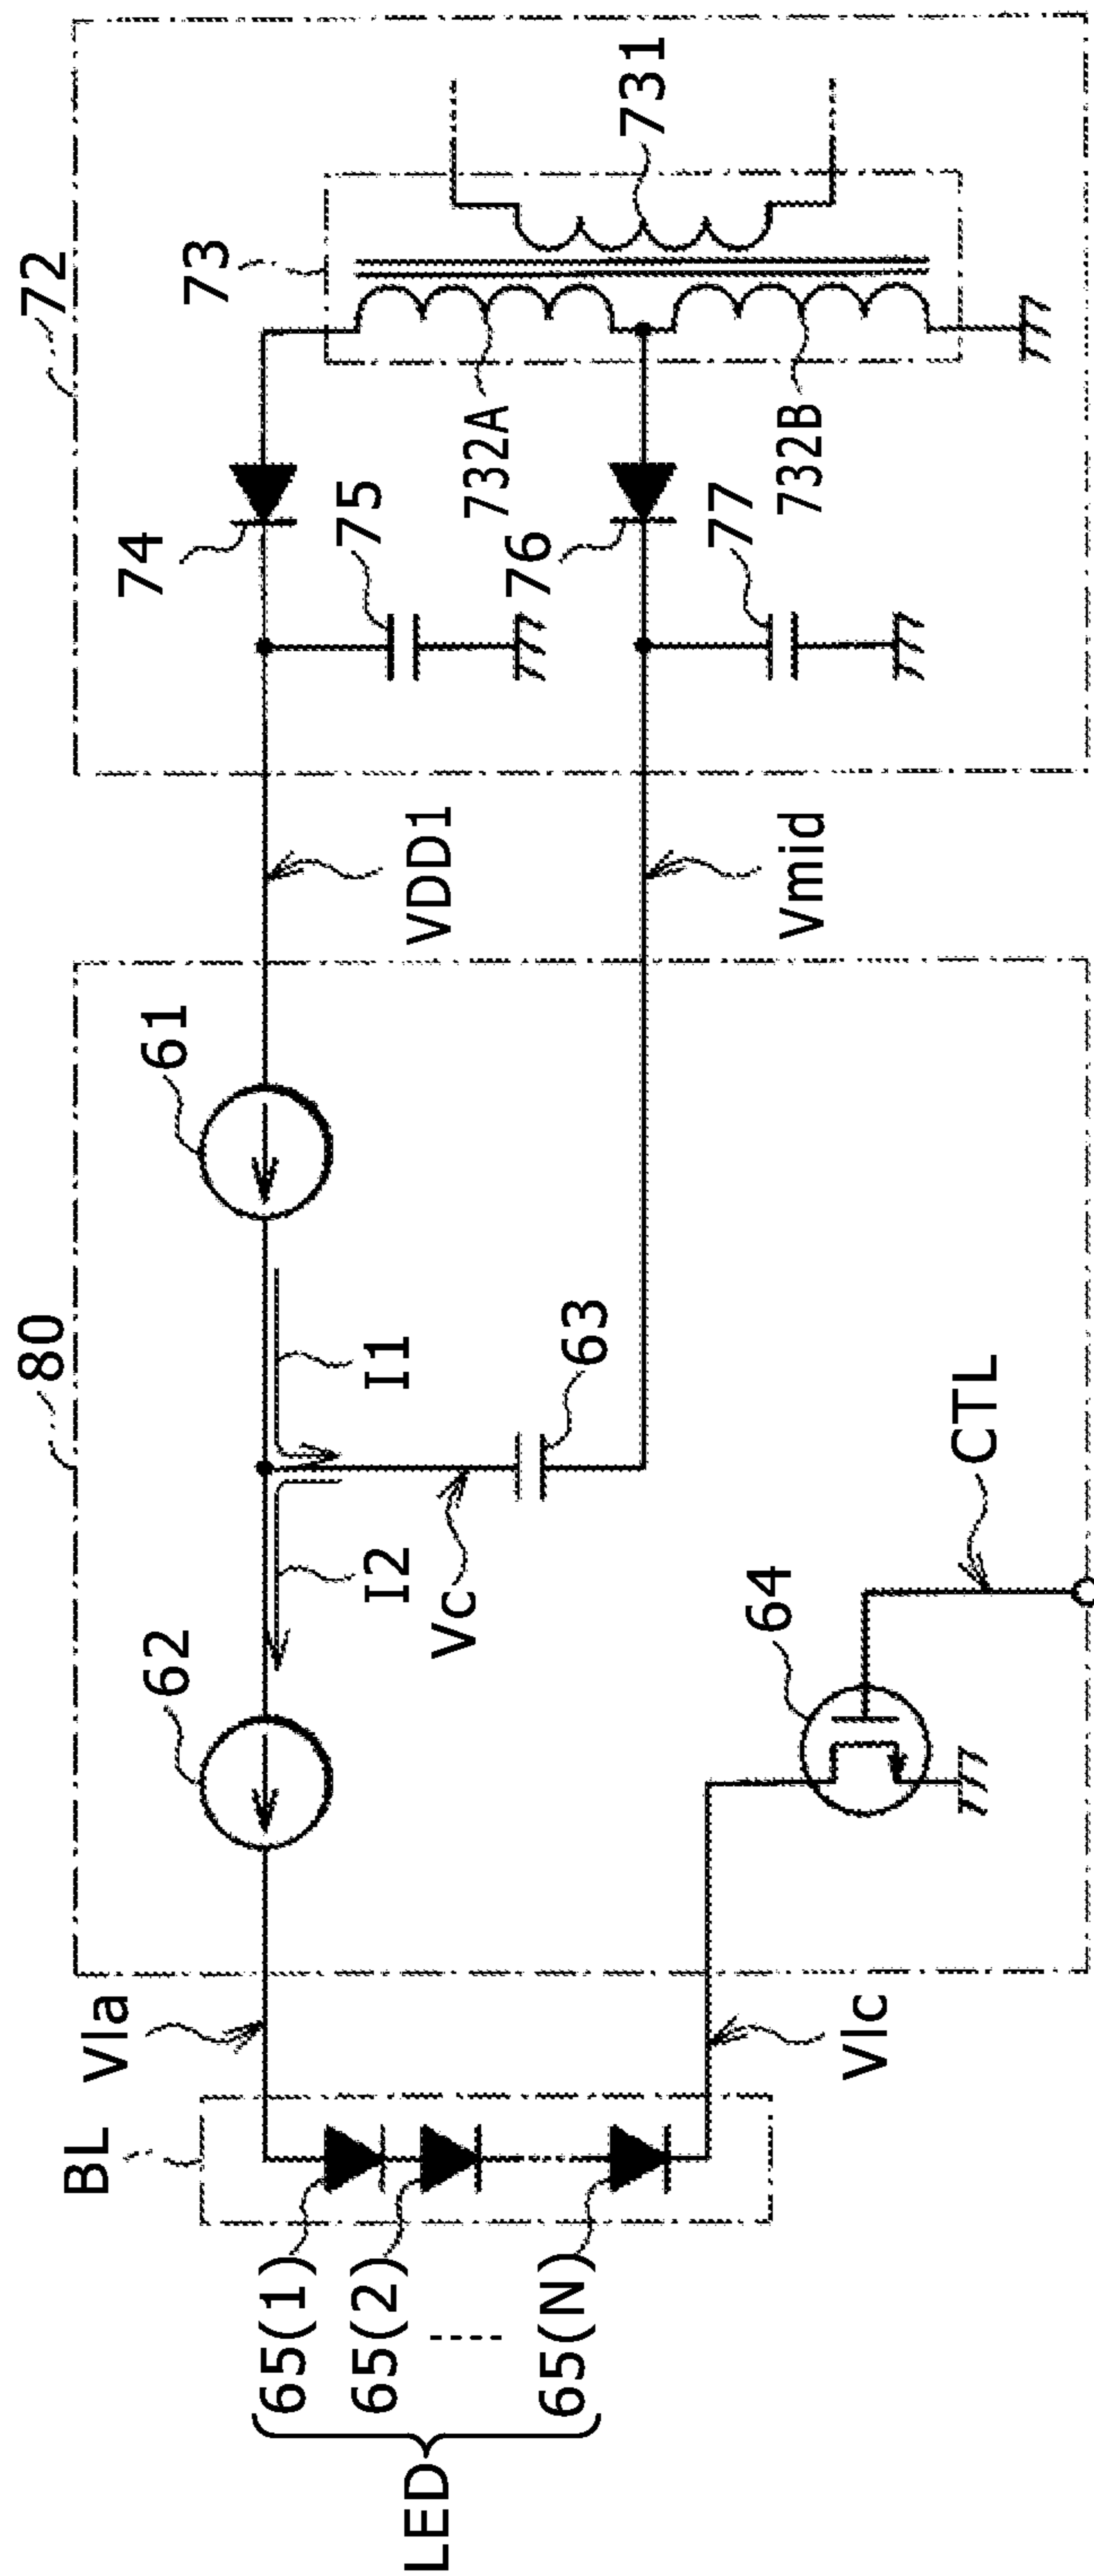 72
73
731
732A
732B
74
75
76
77
VDD1
Vmid
80
61
I1
63
I2
Vc
62
64
CTL
Vla
Vlc
BL
65(1)
65(2)
65(N)
LED